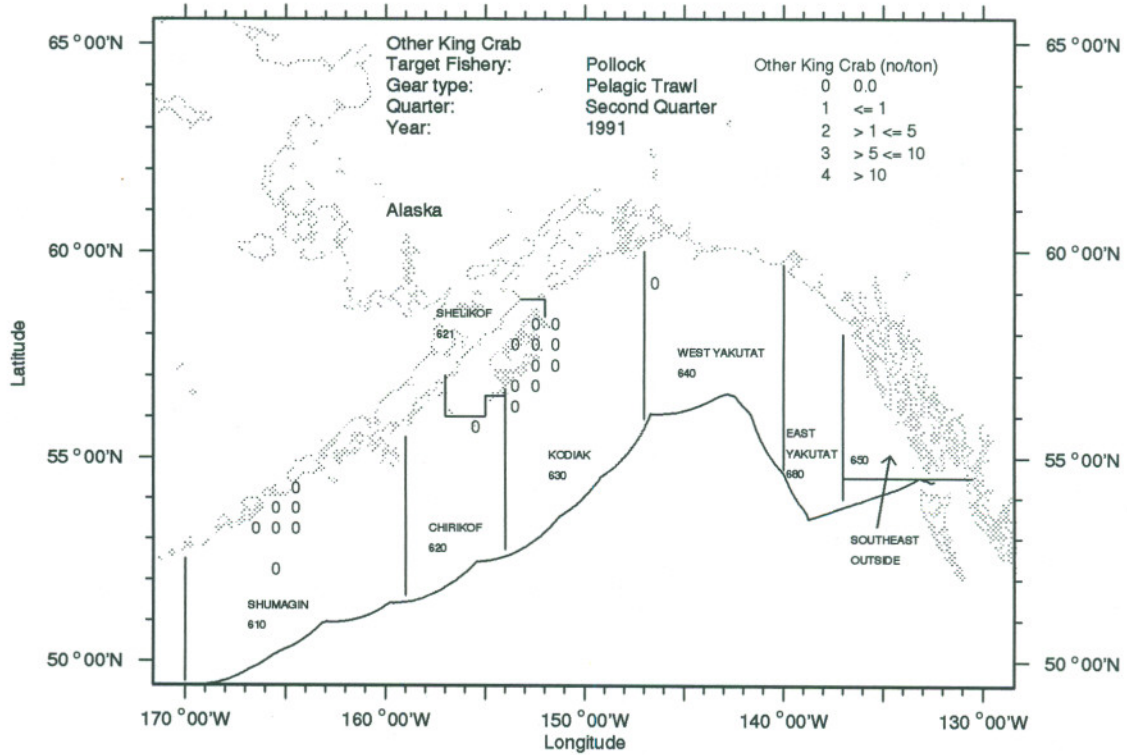 65 °00'N
65 °00'N
Other King Crab
Target Fishery: Pollock
Gear type: Pelagic Trawl
Quarter: Second Quarter
Year: 1991
Other King Crab (no/ton)
0 0.0
1 <= 1
2 > 1 <= 5
3 > 5 <= 10
4 > 10
Alaska
60 °00'N
60 °00'N
0
SHELIKOF
621
0 0
0 0 0
0 0
0 0
0
0
WEST YAKUTAT
640
EAST
YAKUTAT
680
650
55 °00'N
55 °00'N
KODIAK
630
0
0 0
0 0 0
0
CHIRIKOF
620
SOUTHEAST
OUTSIDE
SHUMAGIN
610
50 °00'N
50 °00'N
170 °00'W
160 °00'W
150 °00'W
140 °00'W
130 °00'W
Latitude
Longitude